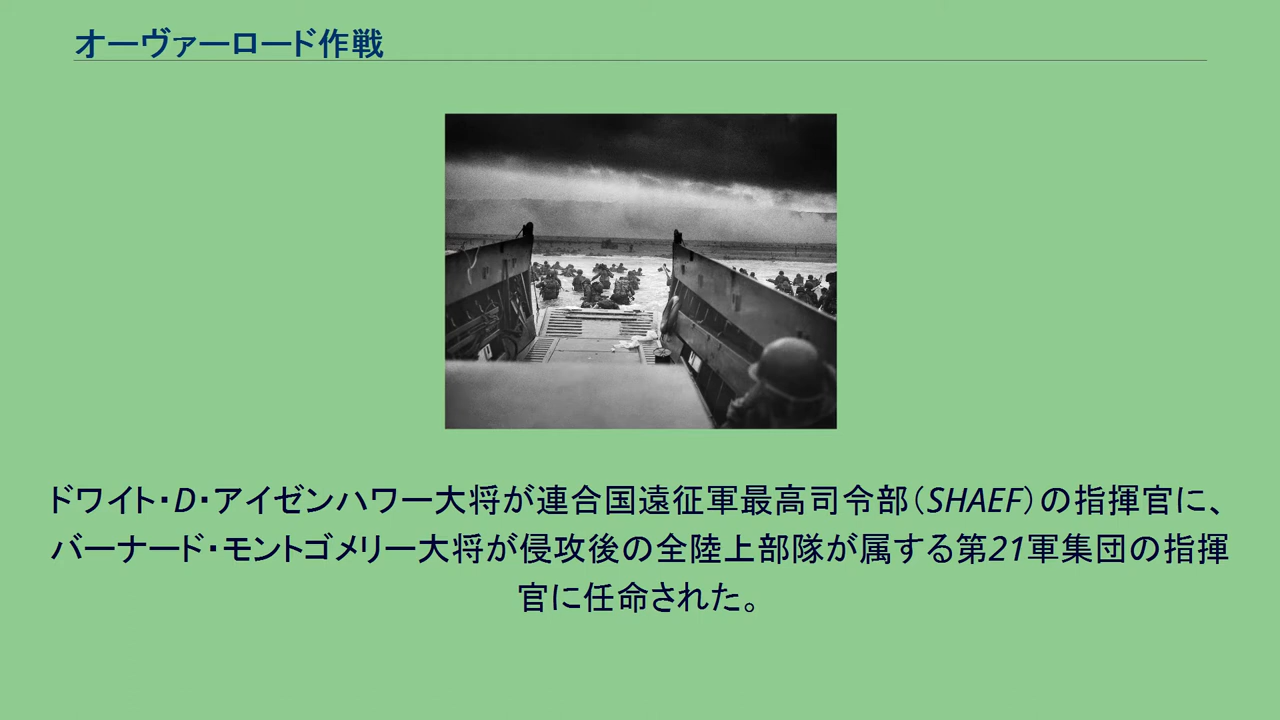 オーヴァーロード作戦
ドワイト・D・アイゼンハワー大将が連合国遠征軍最高司令部（SHAEF）の指揮官に、
バーナード・モントゴメリー大将が侵攻後の全陸上部隊が属する第21軍集団の指揮
官に任命された。